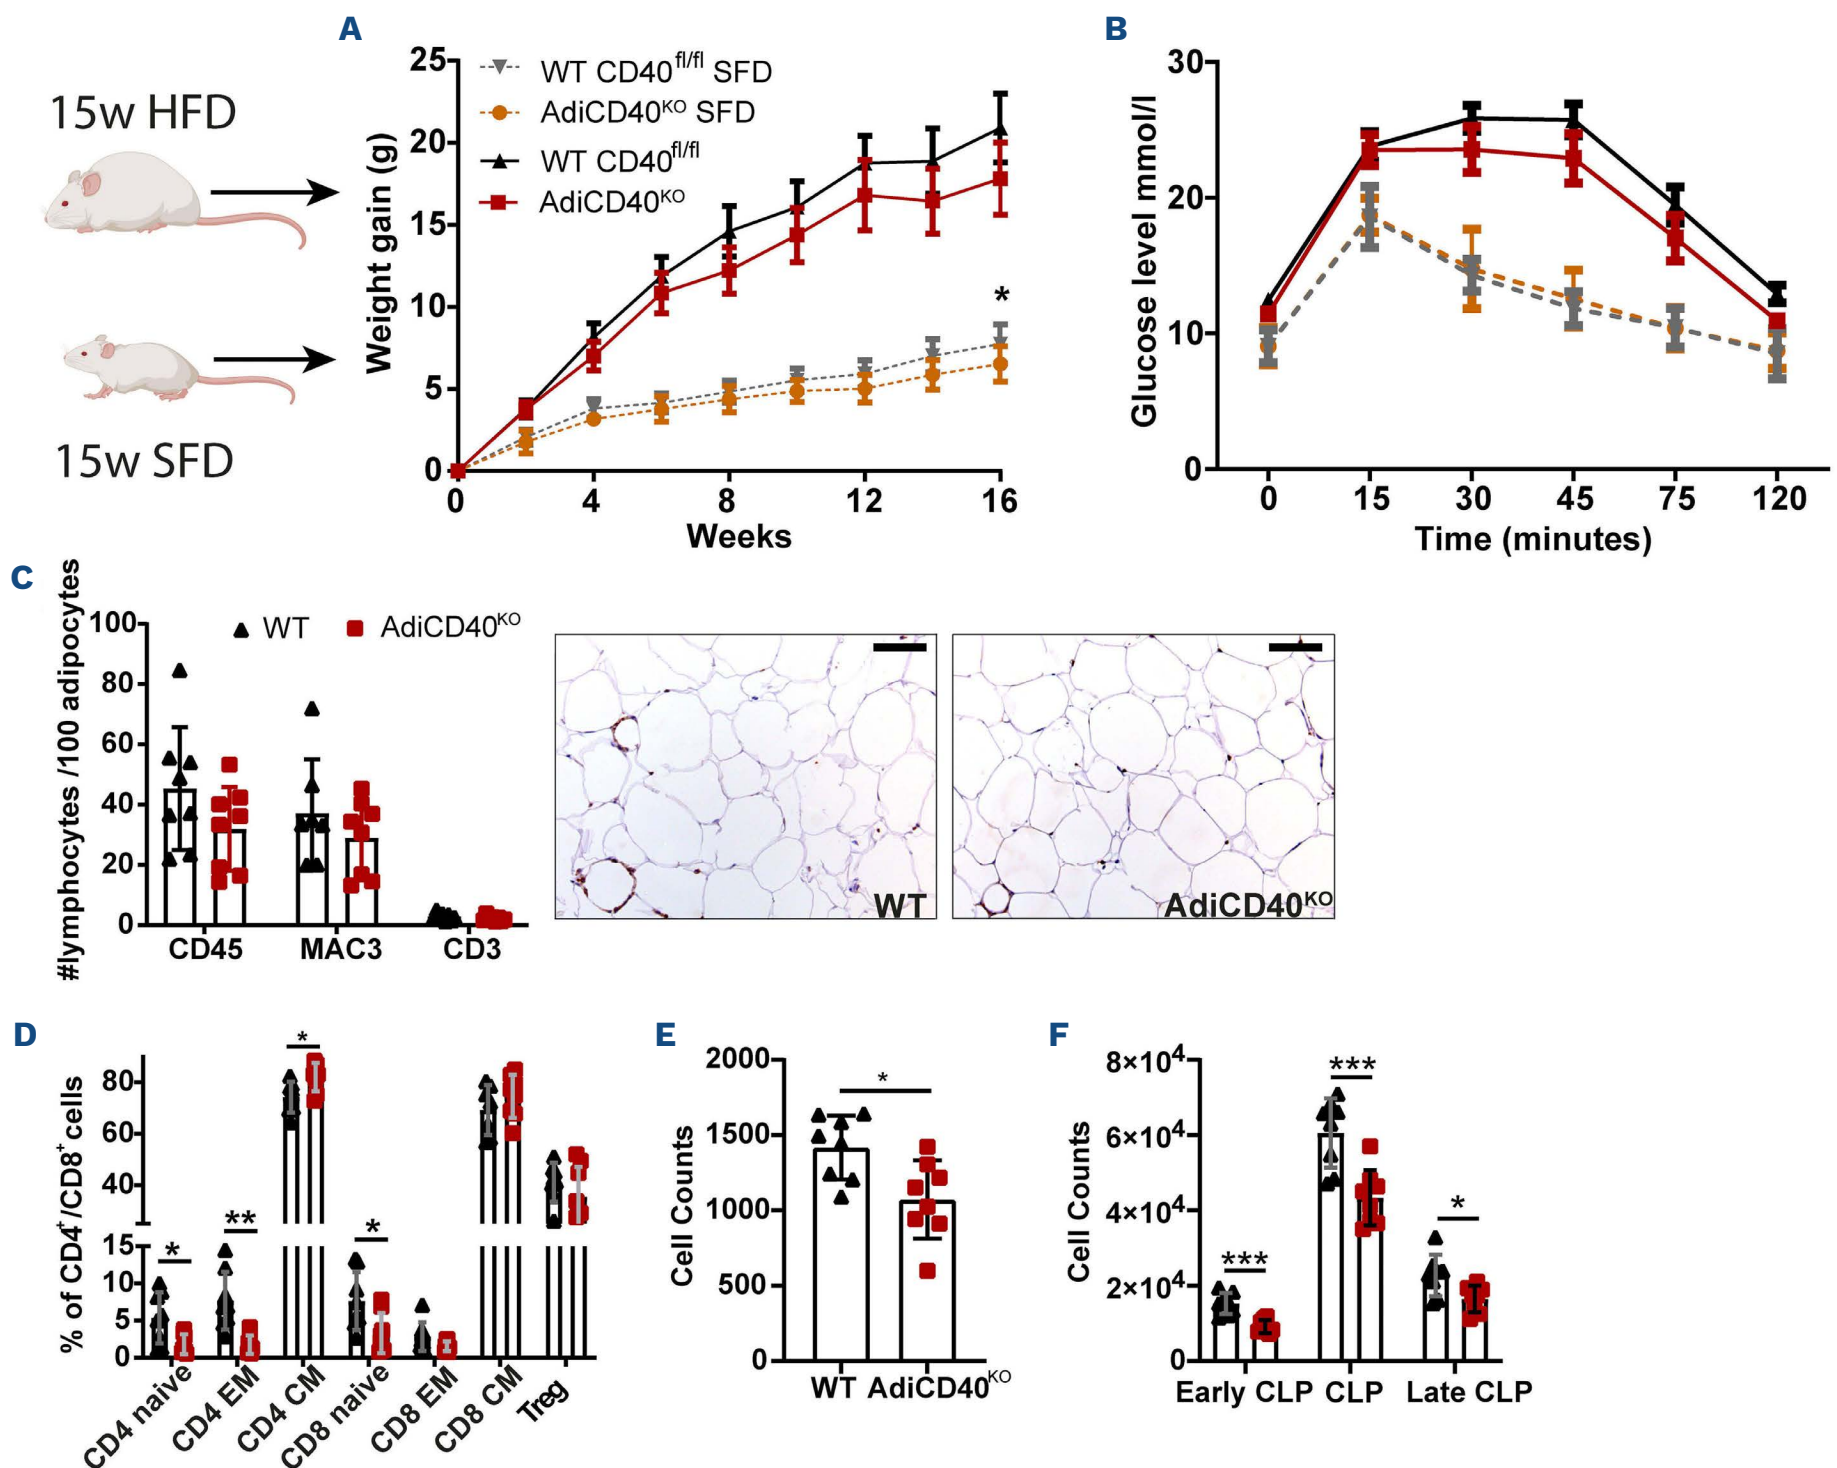 A
B
15w HFD
15w SFD
25
20
15
10
5
0
Weight gain (g)
WT CD40fl/fl SFD
AdiCD40KO SFD
WT CD40fl/fl
AdiCD40KO
*
0 4 8 12 16
Weeks
30
20
10
0
Glucose level mmol/l
0 15 30 45 75 120
Time (minutes)
C
#lymphocytes /100 adipocytes
100
80
60
40
20
0
WT AdiCD40KO
CD45 MAC3 CD3
WT
AdiCD40KO
D
% of CD4+/CD8+ cells
80
60
40
15
10
5
0
* ** * *
CD4 naive
CD4 EM
CD4 CM
CD8 naive
CD8 EM
CD8 CM
Treg
E
Cell Counts
2000
1500
1000
500
0
*
WT AdiCD40KO
F
Cell Counts
8×10⁴
6×10⁴
4×10⁴
2×10⁴
0
*** *** *
Early CLP CLP Late CLP